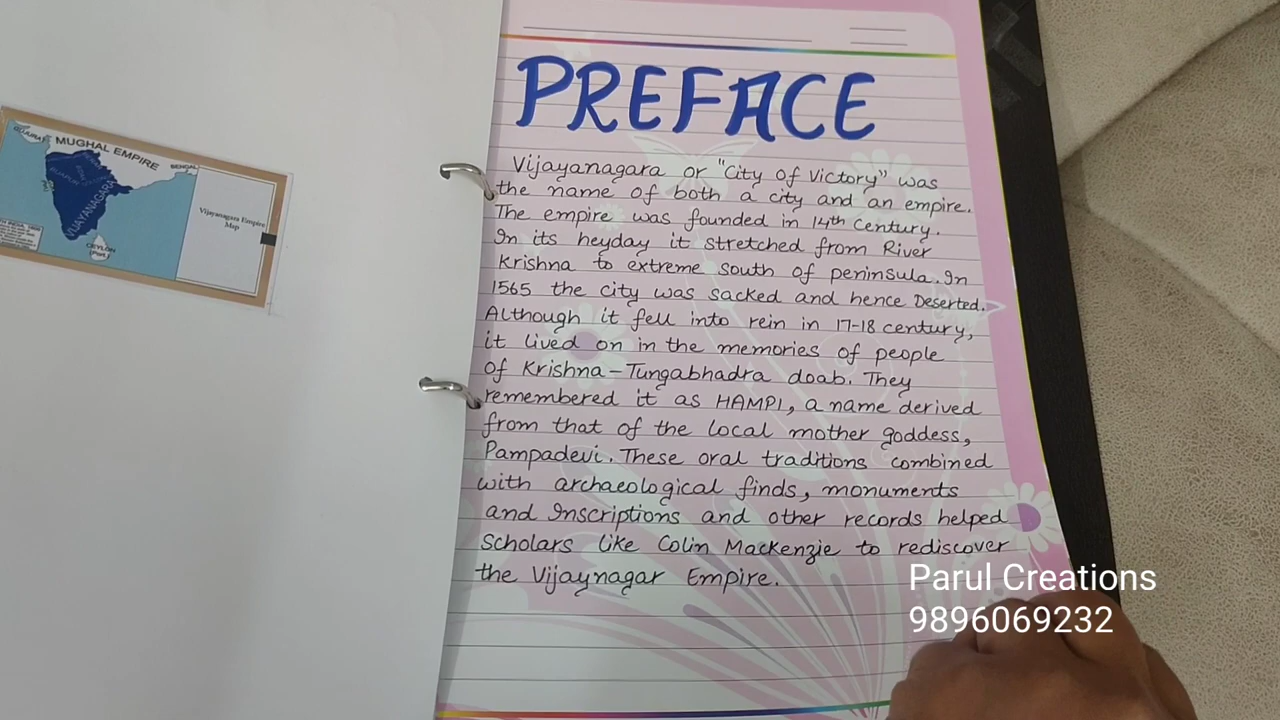 GUJURAT
MUGHAL EMPIRE
BENGAL
BIJAPUR
VIJAYANAGARA
CEYLON
(Port.)
Vijayanagara Empire
Map
PREFACE
Vijayanagara or "City of Victory" was
the name of both a city and an empire.
The empire was founded in 14th Century.
In its heyday it stretched from River
Krishna to extreme south of perinsula. In
1565 the city was sacked and hence Deserted.
Although it fell into rein in 17-18 century,
it lived on in the memories of people
of Krishna-Tungabhadra doab. They
remembered it as HAMPI, a name derived
from that of the local mother goddess,
Pampadevi. These oral traditions combined
with archaeological finds, monuments
and Inscriptions and other records helped
Scholars like Colin Mackenzie to rediscover
the Vijaynagar Empire.
Parul Creations
9896069232